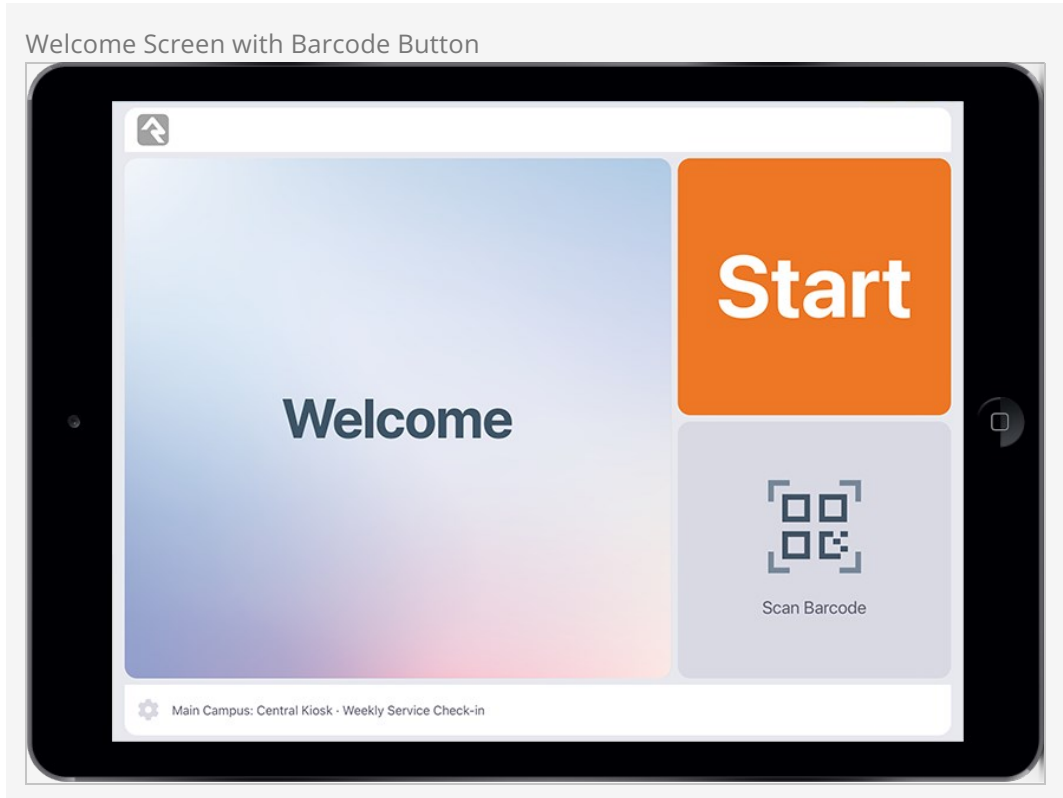 Welcome Screen with Barcode Button
Welcome
Start
Scan Barcode
Main Campus: Central Kiosk · Weekly Service Check-in